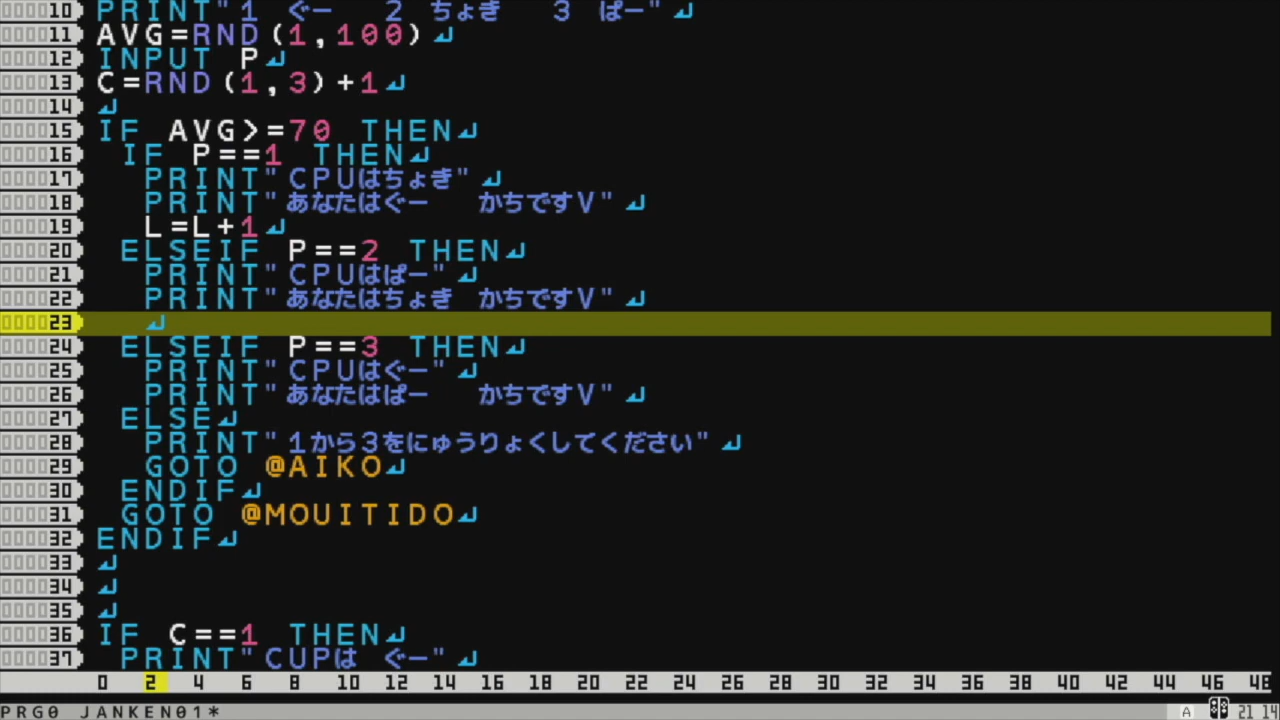 000010 PRINT"1 ぐー 2 ちょき 3 ぱー"
000011 AVG=RND(1,100)
000012 INPUT P
000013 C=RND(1,3)+1
000014
000015 IF AVG>=70 THEN
000016 IF P==1 THEN
000017 PRINT"CPUはちょき"
000018 PRINT"あなたはぐー かちですV"
000019 L=L+1
000020 ELSEIF P==2 THEN
000021 PRINT"CPUはぱー"
000022 PRINT"あなたはちょき かちですV"
000023
000024 ELSEIF P==3 THEN
000025 PRINT"CPUはぐー"
000026 PRINT"あなたはぱー かちですV"
000027 ELSE
000028 PRINT"1から3をにゅうりょくしてください"
000029 GOTO @AIKO
000030 ENDIF
000031 GOTO @MOUITIDO
000032 ENDIF
000033
000034
000035
000036 IF C==1 THEN
000037 PRINT"CUPは ぐー"
0 2 4 6 8 10 12 14 16 18 20 22 24 26 28 30 32 34 36 38 40 42 44 46 48
PRG0 JANKEN01* A 21 14